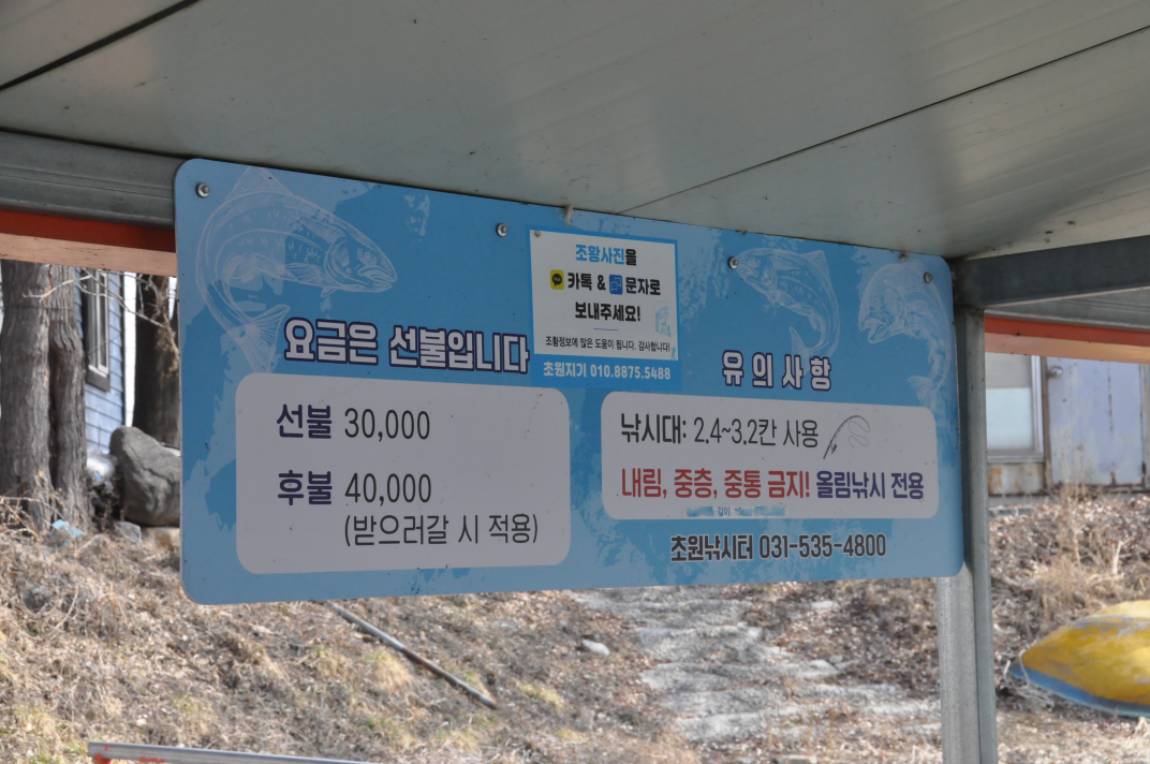 조황사진을
카톡 & 문자로
보내주세요!
조황정보에 많은 도움이 됩니다. 감사합니다!
초원지기 010.8875.5488
요금은 선불입니다
선불 30,000
후불 40,000
(받으러갈 시 적용)
유의사항
낚시대: 2.4~3.2칸 사용
내림, 중층, 중통 금지! 올림낚시 전용
초원낚시터 031-535-4800